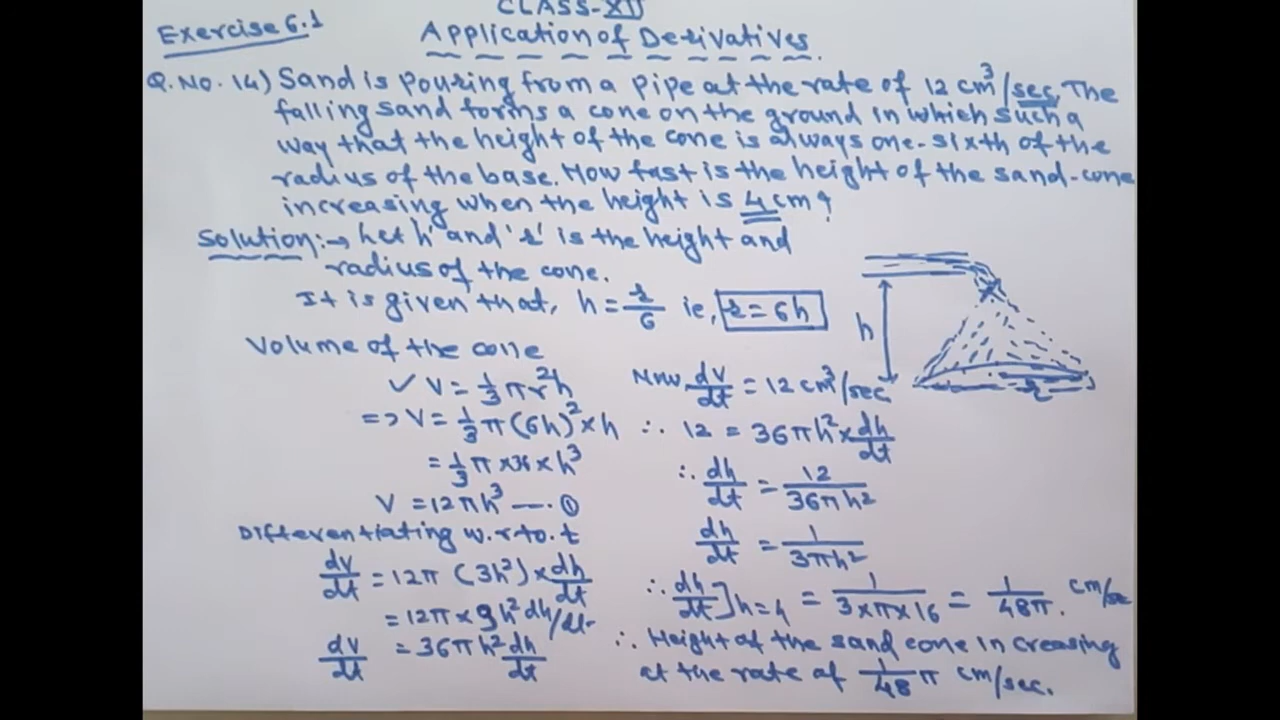 CLASS-XII
Exercise 6.1
Application of Derivatives.
Q. No. 14) Sand is pouring from a pipe at the rate of 12 cm³/sec, The
falling sand forms a cone on the ground in which such a
way that the height of the cone is always one-sixth of the
radius of the base. How fast is the height of the sand-cone
increasing when the height is 4 cm?
Solution:→ Let 'h' and 'r' is the height and
radius of the cone.
It is given that, h = r/6 ie, r = 6h
h
r
Volume of the cone
✓ V = 1/3 πr²h
=> V = 1/3 π (6h)² × h
= 1/3 π × 36 × h³
V = 12πh³ —— . ①
Differentiating w.r.to.t
dv/dt = 12π (3h²) × dh/dt
= 12π × 3h² dh/dt
dv/dt = 36πh² dh/dt
Now, dv/dt = 12 cm³/sec
∴ 12 = 36πh² × dh/dt
∴ dh/dt = 12/36πh²
dh/dt = 1/3πh²
∴ dh/dt]h=4 = 1/3×π×16 = 1/48π. cm/sec
∴ Height of the sand cone in creasing
at the rate of 1/48 π cm/sec.